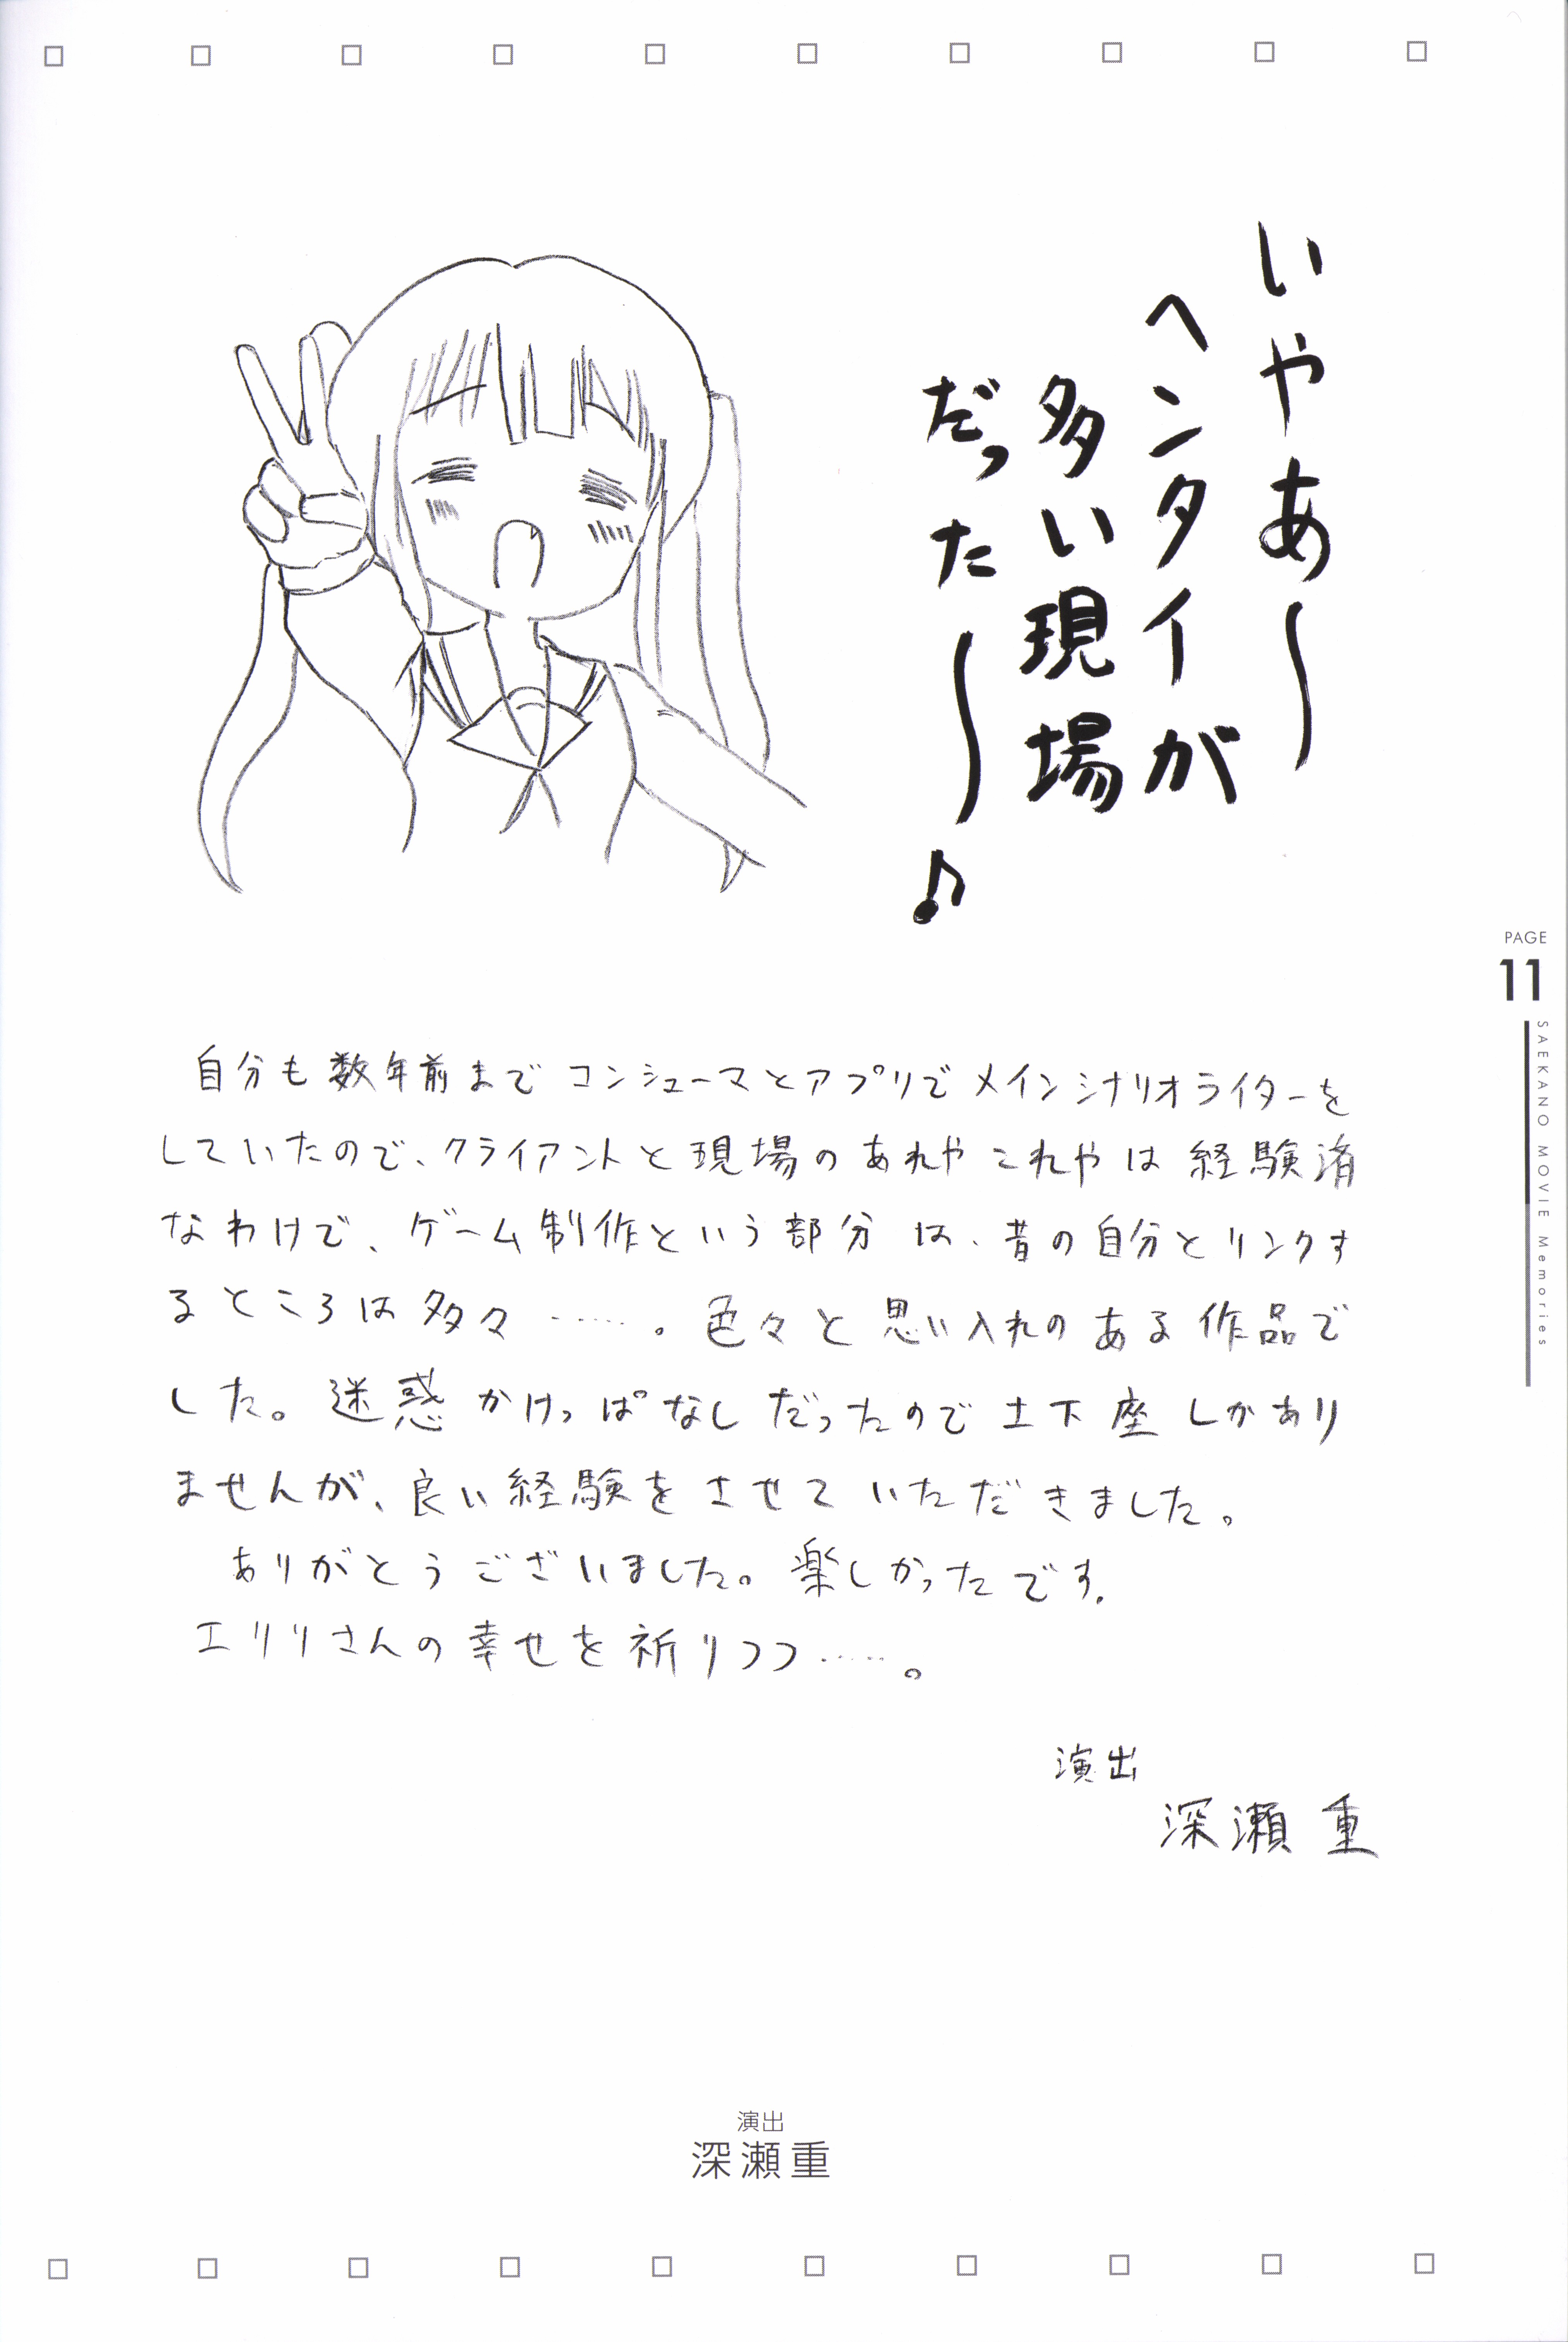 いやあ〜
ヘンタイが
多い現場
だった〜♪
自分も数年前までコンシューマとアプリでメインシナリオライターを
していたので、クライアントと現場のあれやこれやは経験済
なわけで、ゲーム制作という部分は、昔の自分とリンクす
るところは多々……。色々と思い入れのある作品で
した。迷惑かけっぱなしだったので土下座しかあり
ませんが、良い経験をさせていただきました。
ありがとうございました。楽しかったです。
エリリさんの幸せを祈りつつ……。
演出
深瀬重
PAGE
11
SAEKANO MOVIE Memories
演出
深瀬重